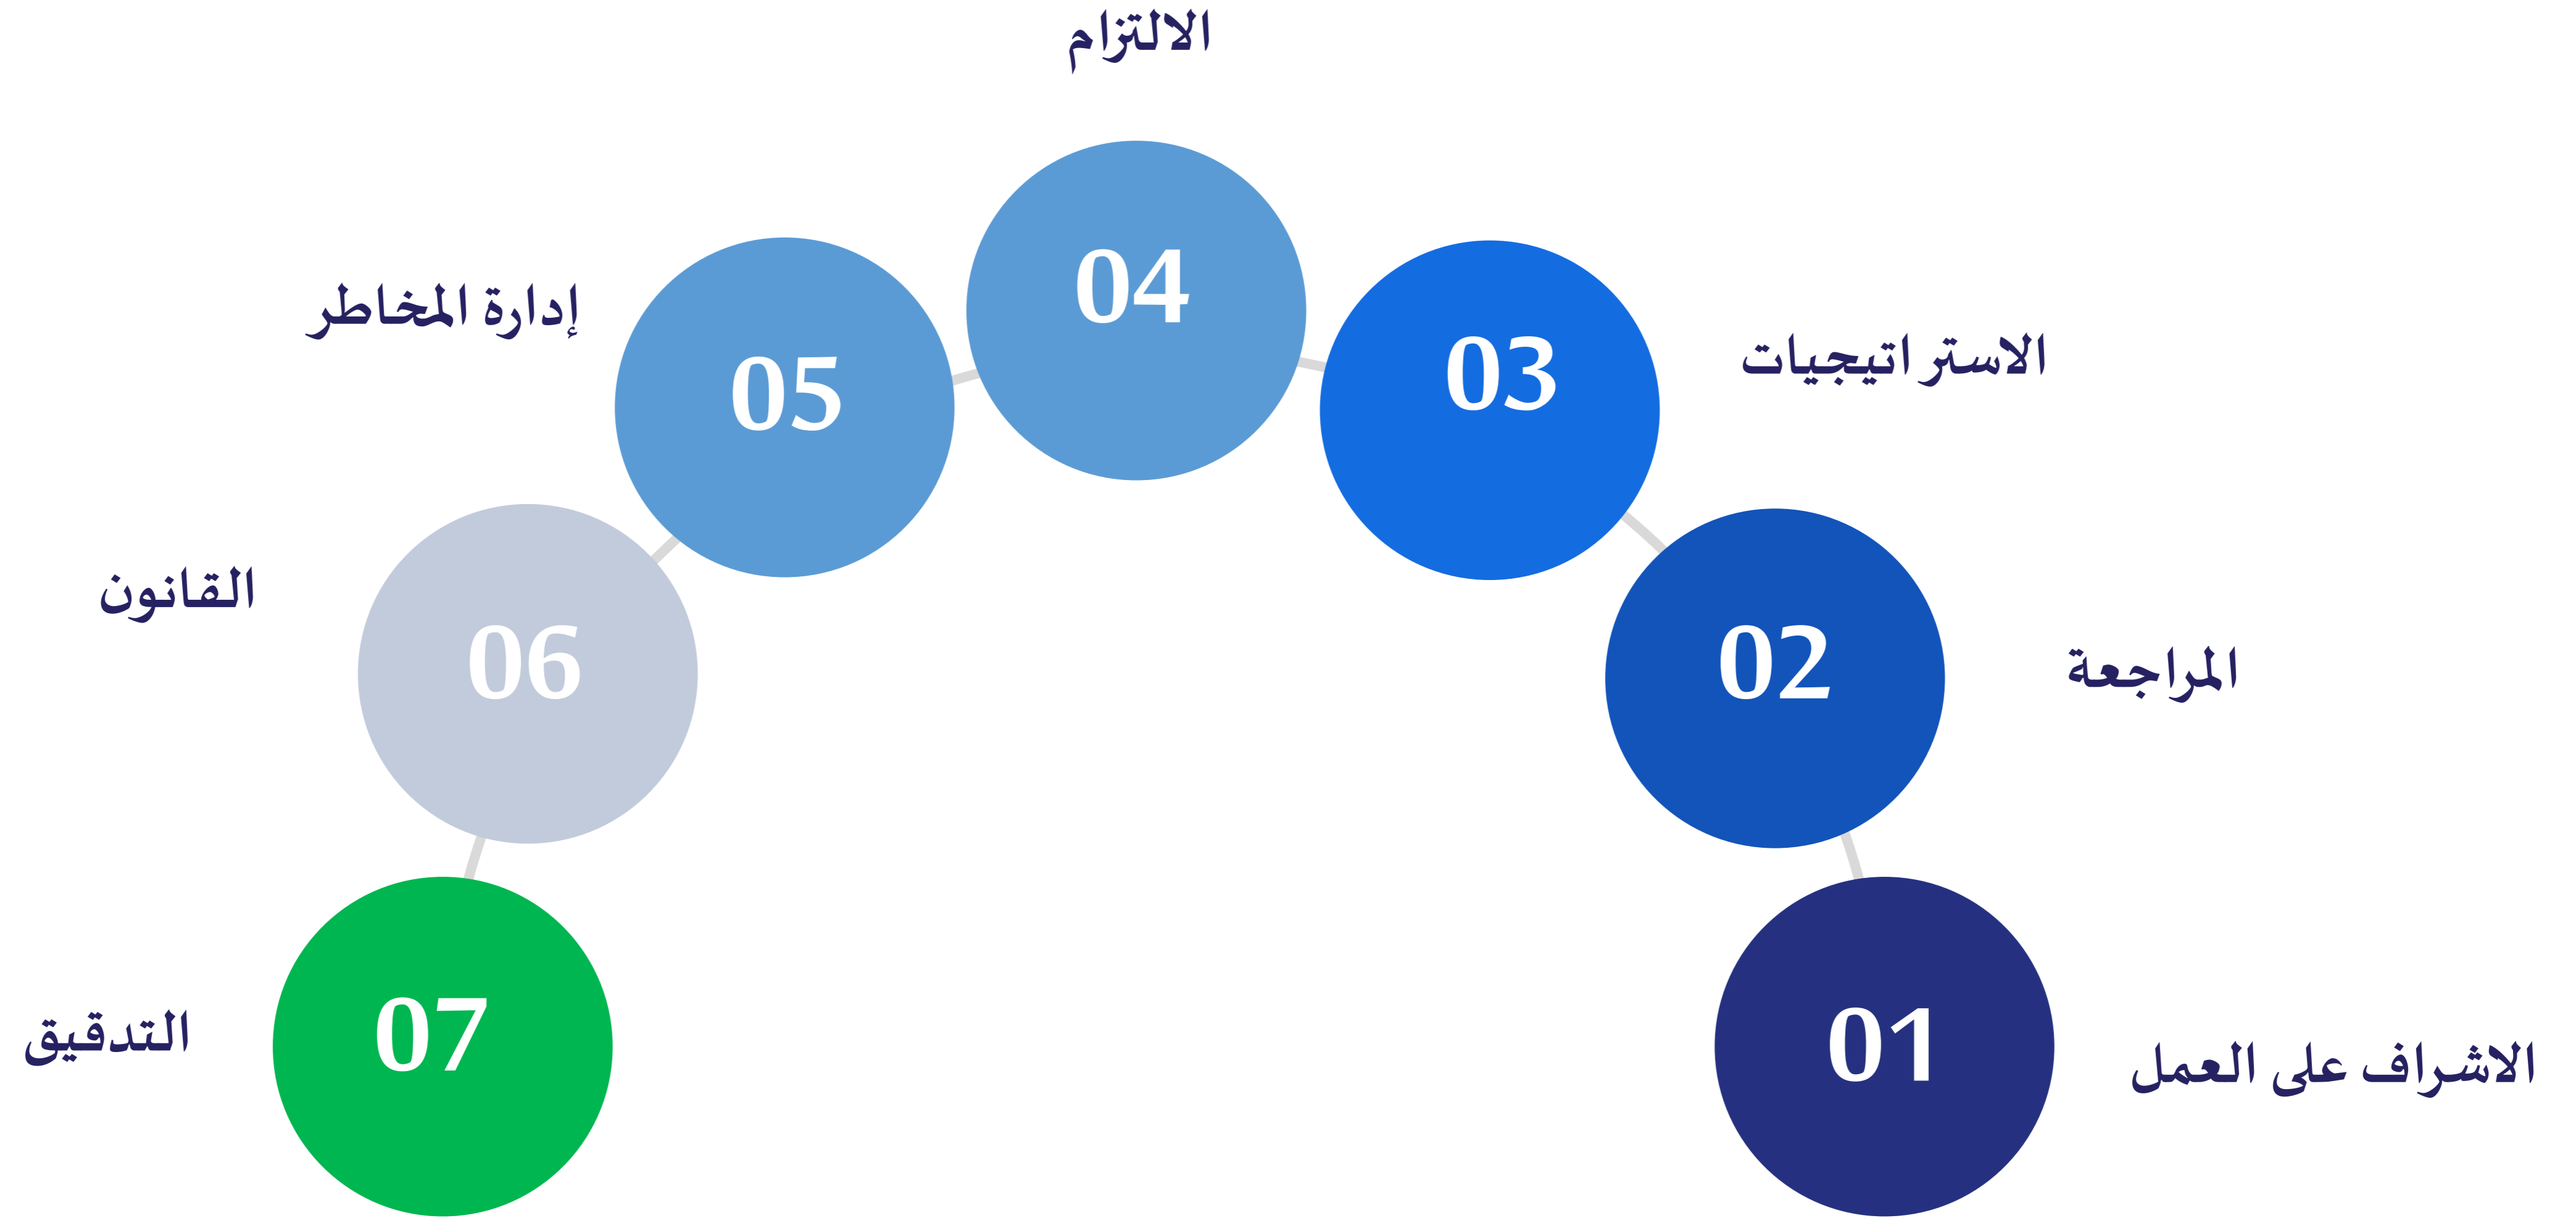 01
الاشراف على العمل
02
المراجعة
03
الاستراتيجيات
04
الالتزام
05
إدارة المخاطر
06
القانون
07
التدقيق